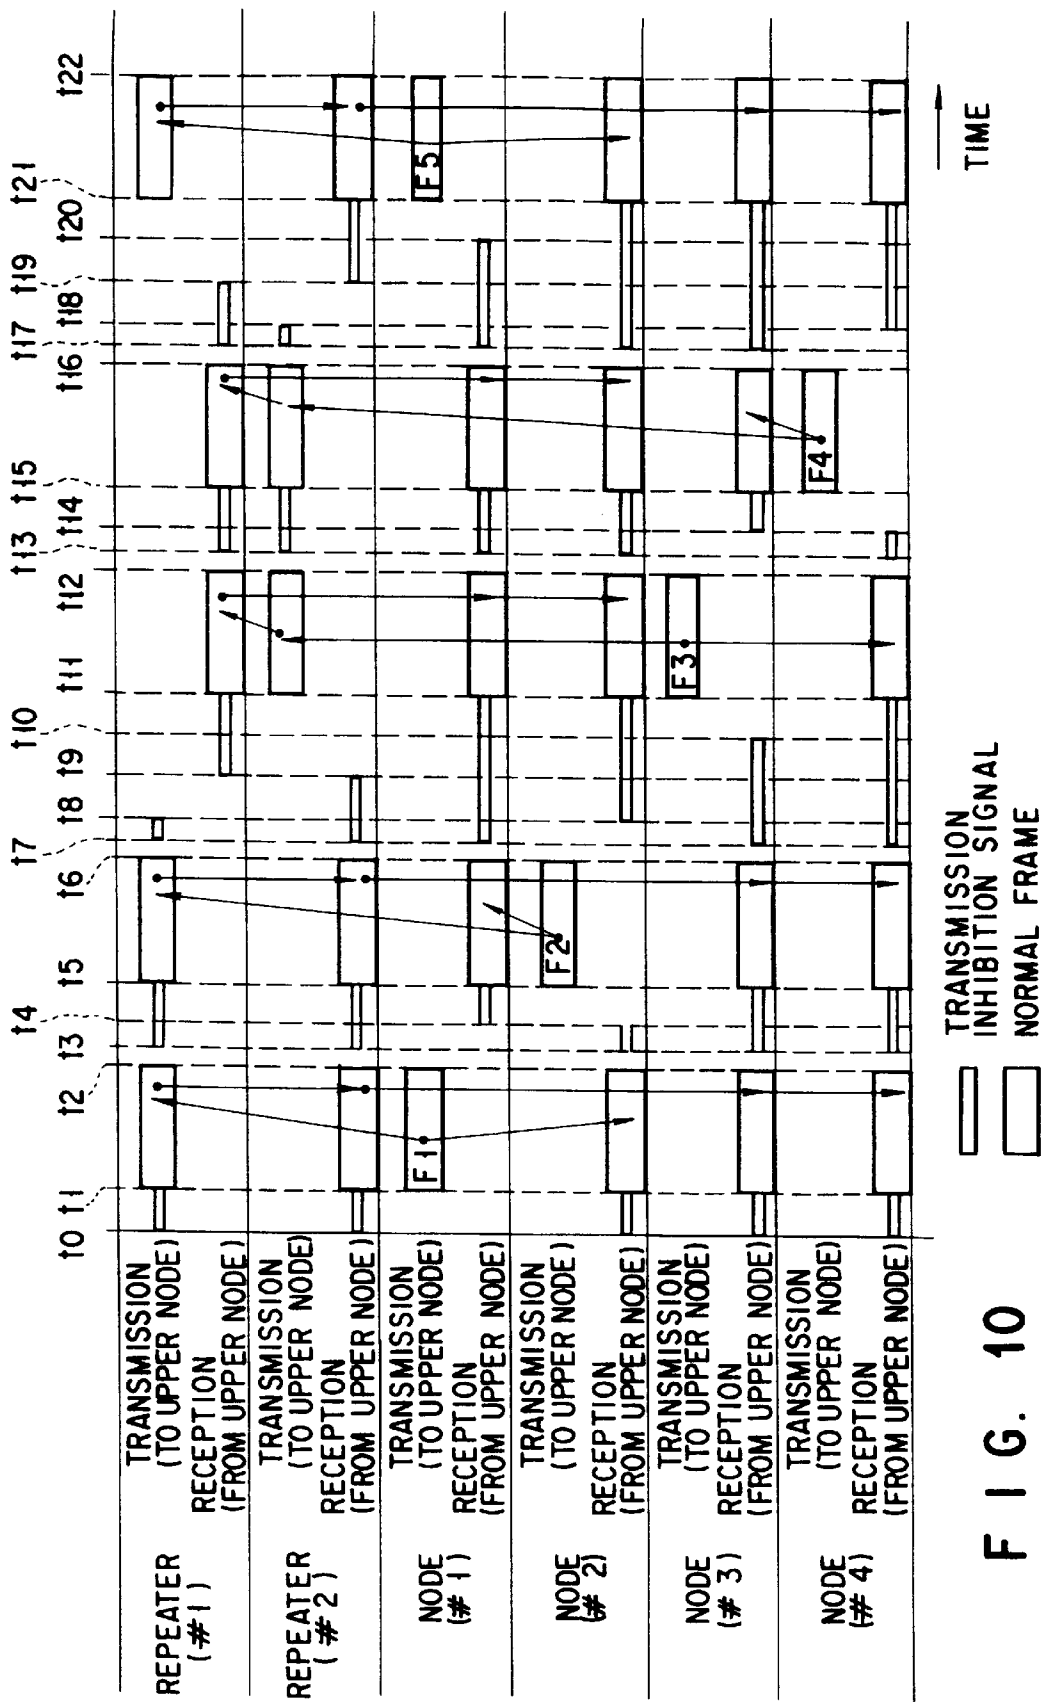 t0 t1 t2 t3 t4 t5 t6 t7 t8 t9 t10 t11 t12 t13 t14 t15 t16 t17 t18 t19 t20 t21 t22
REPEATER
(#1)
TRANSMISSION
(TO UPPER NODE)
RECEPTION
(FROM UPPER NODE)
REPEATER
(#2)
TRANSMISSION
(TO UPPER NODE)
RECEPTION
(FROM UPPER NODE)
NODE
(#1)
TRANSMISSION
(TO UPPER NODE)
F1
F5
RECEPTION
(FROM UPPER NODE)
NODE
(#2)
TRANSMISSION
(TO UPPER NODE)
F2
RECEPTION
(FROM UPPER NODE)
NODE
(#3)
TRANSMISSION
(TO UPPER NODE)
F3
RECEPTION
(FROM UPPER NODE)
NODE
(#4)
TRANSMISSION
(TO UPPER NODE)
F4
RECEPTION
(FROM UPPER NODE)
TIME
TRANSMISSION
INHIBITION SIGNAL
NORMAL FRAME
FIG. 10